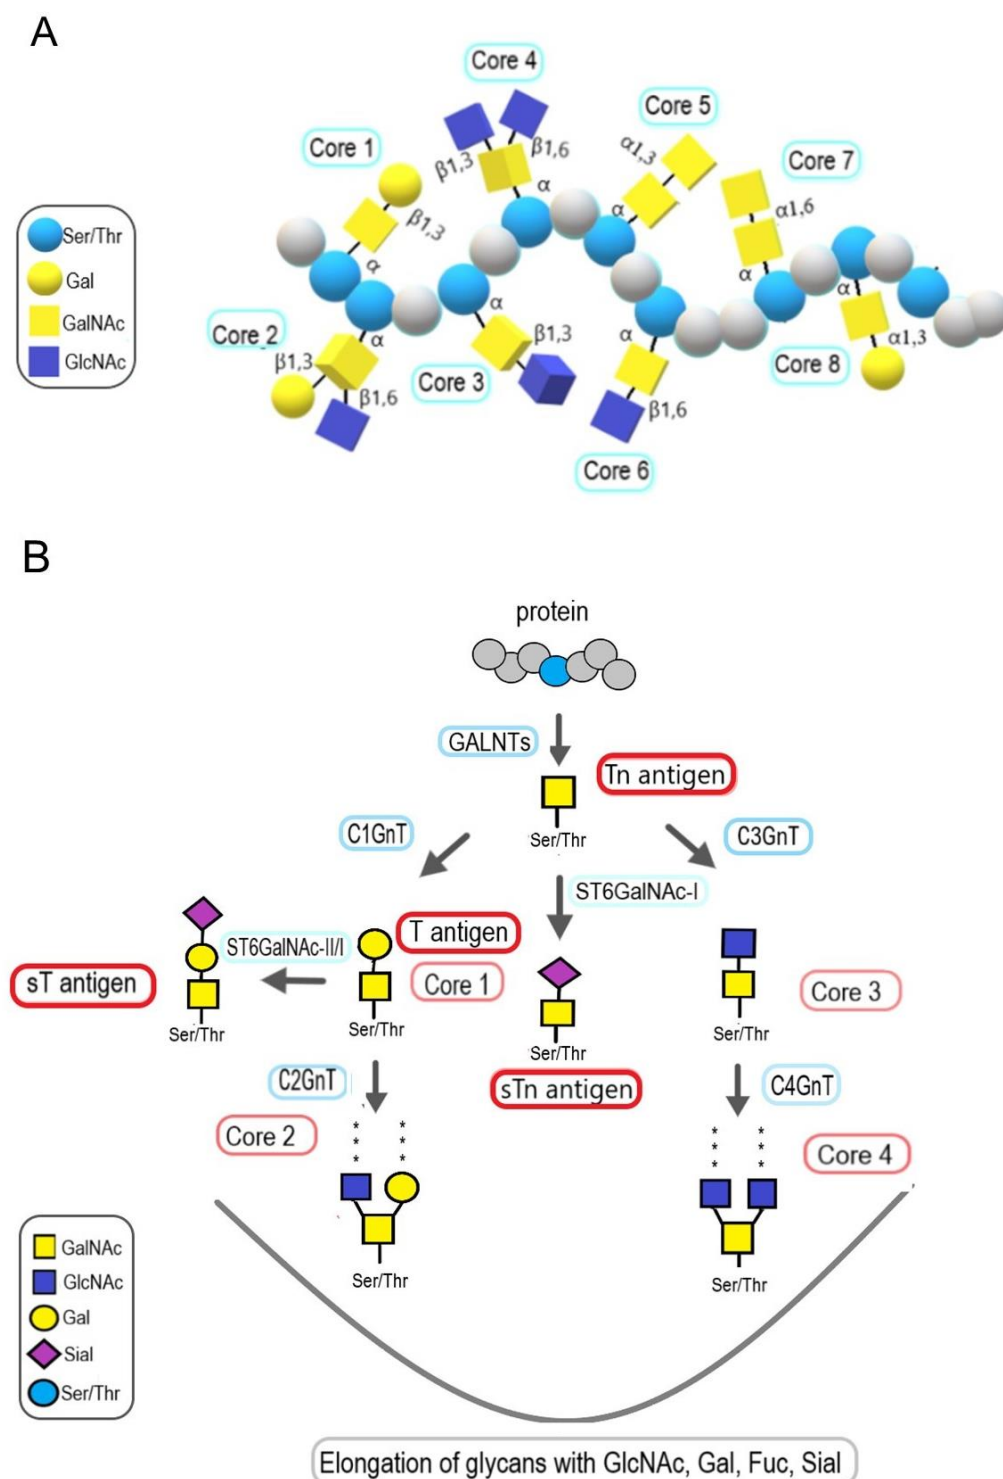 A
Core 4
Core 5
Core 1
Core 7
α1,3
β1,3
β1,6
α
β1,3
α1,6
α
α
Ser/Thr
Gal
GalNAc
GlcNAc
α
α
α
α
Core 2
β1,3
α
β1,3
α
α1,3
Core 3
Core 8
β1,6
β1,6
Core 6
B
protein
GALNTs
Tn antigen
Ser/Thr
C1GnT
C3GnT
ST6GalNAc-I
ST6GalNAc-II/I
T antigen
sT antigen
Core 1
Core 3
Ser/Thr
Ser/Thr
Ser/Thr
Ser/Thr
sTn antigen
C2GnT
C4GnT
Core 2
Core 4
* *
* *
* *
* *
* *
* *
Ser/Thr
Ser/Thr
GalNAc
GlcNAc
Gal
Sial
Ser/Thr
Elongation of glycans with GlcNAc, Gal, Fuc, Sial